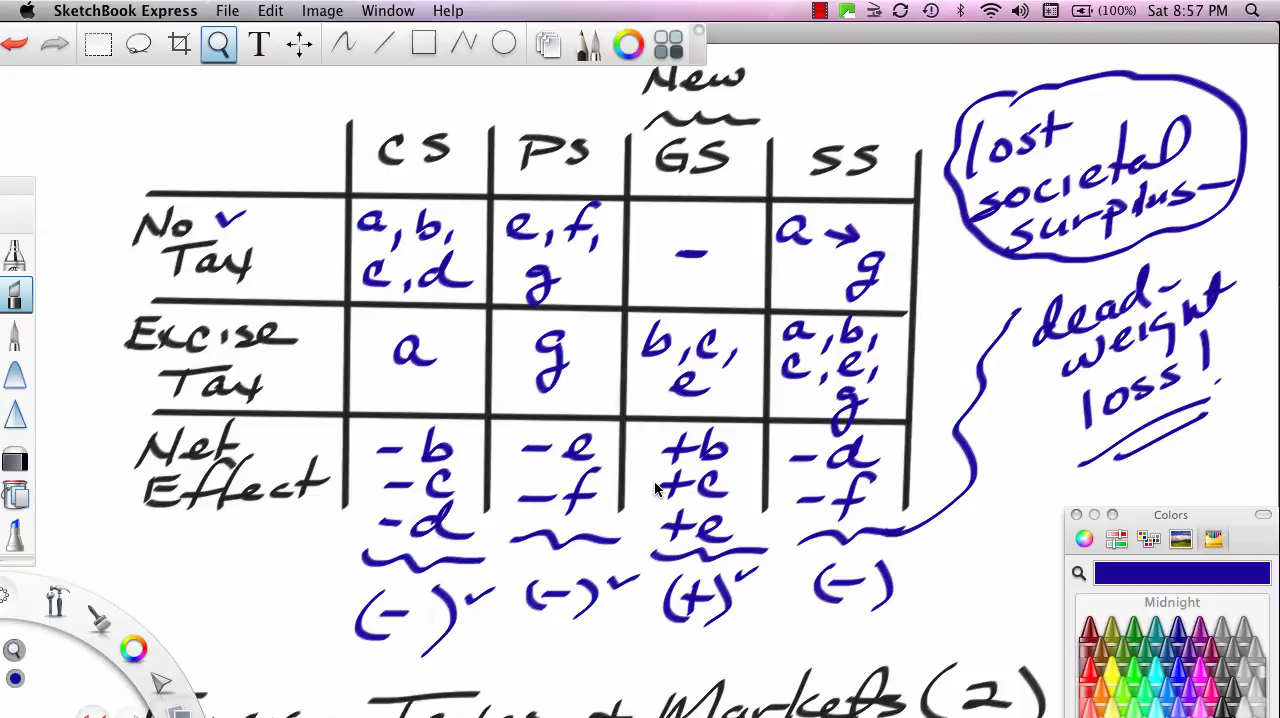 SketchBook Express File Edit Image Window Help (100%) Sat 8:57 PM
T
New
CS PS GS SS
No ✓ a, b, e, f, - a →
Tax c, d g g
Excise a g b, c, a, b,
Tax e c, e,
g
Net -b -e +b -d
Effect -c -f +c -f
-d +e
(-) ✓ (-) ✓ (+) ✓ (-)
lost
societal
surplus
dead-
weight
loss!
Colors
Midnight
Markets (2)